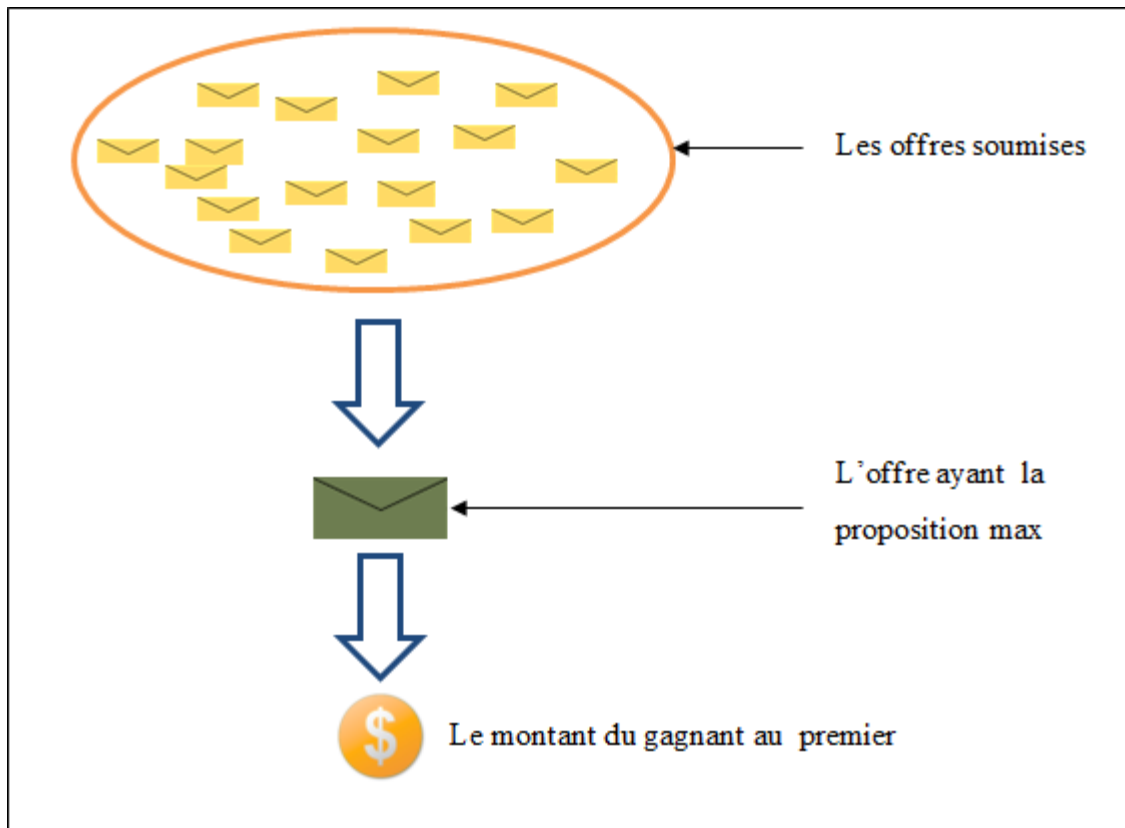 Les offres soumises
L'offre ayant la
proposition max
$
Le montant du gagnant au premier